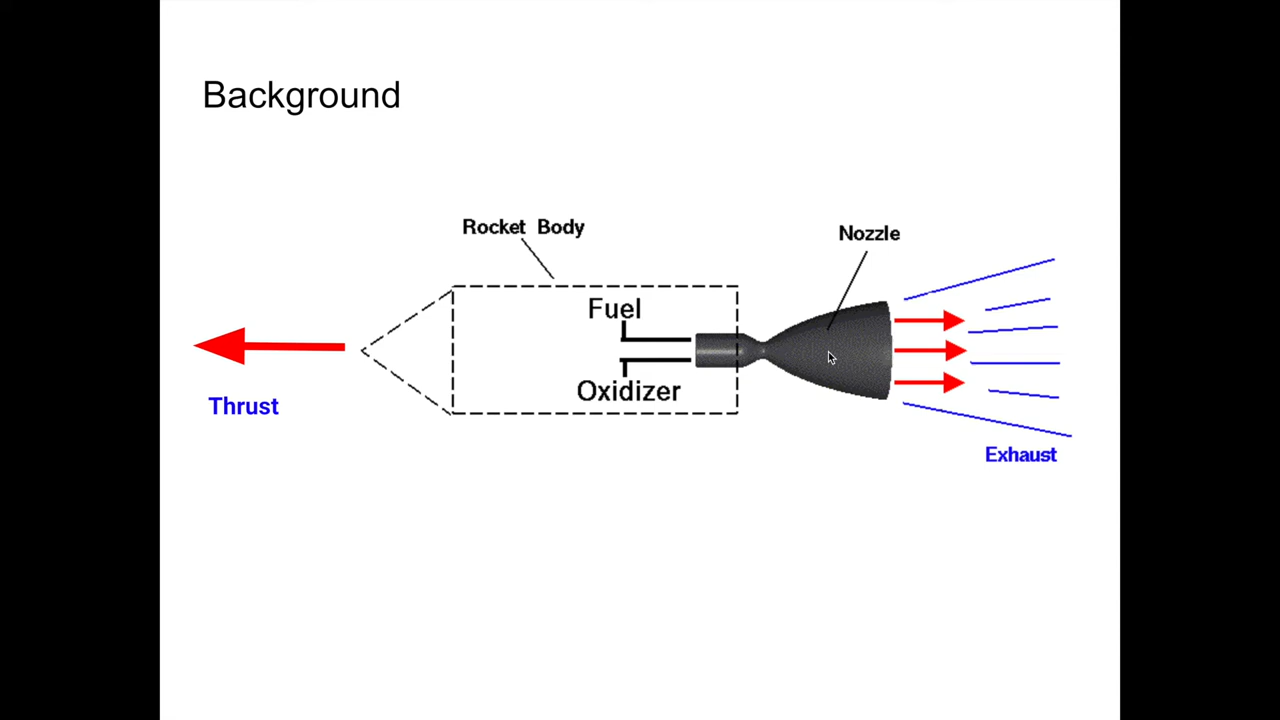 Background
Rocket Body
Nozzle
Fuel
Oxidizer
Thrust
Exhaust